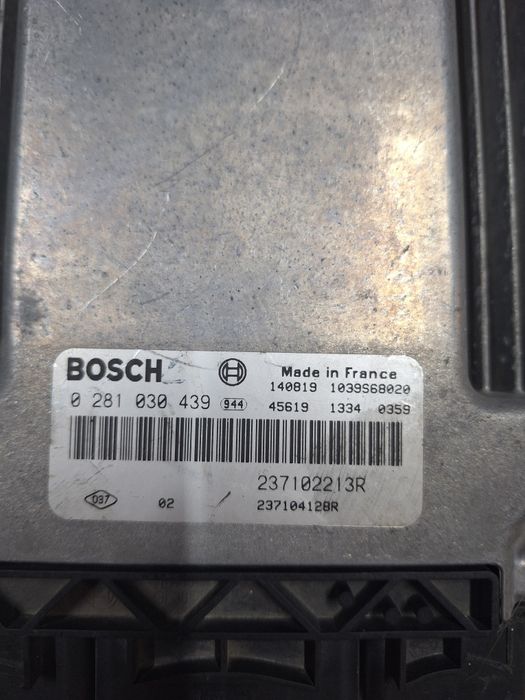 BOSCH Made in France
140819 1039S68020
0 281 030 439 944 45619 1334 0359
237102213R
D37 02 237104128R